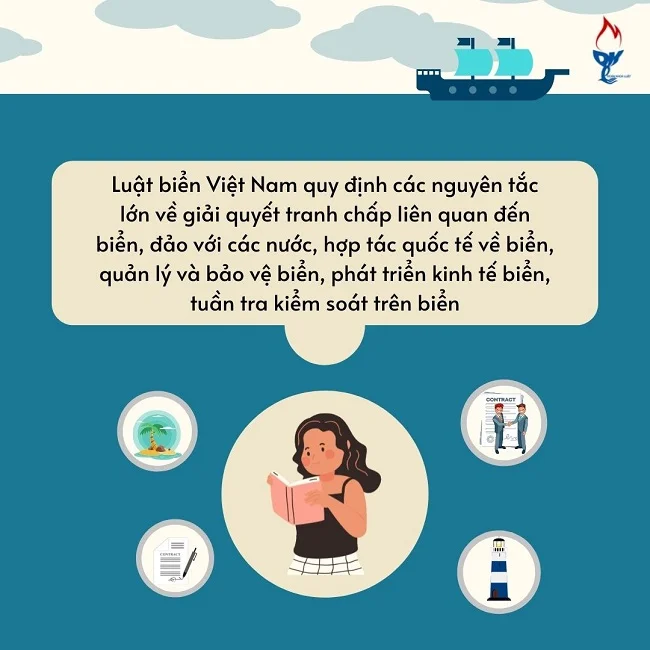 Luật biển Việt Nam quy định các nguyên tắc
lớn về giải quyết tranh chấp liên quan đến
biển, đảo với các nước, hợp tác quốc tế về biển,
quản lý và bảo vệ biển, phát triển kinh tế biển,
tuần tra kiểm soát trên biển
CONTRACT
CONTRACT